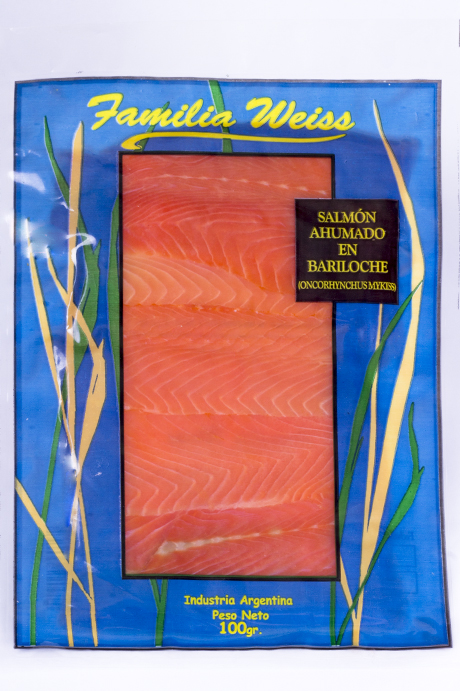 Familia Weiss
SALMÓN
AHUMADO
EN
BARILOCHE
(ONCORHYNCHUS MYKISS)
Industria Argentina
Peso Neto
100gr.